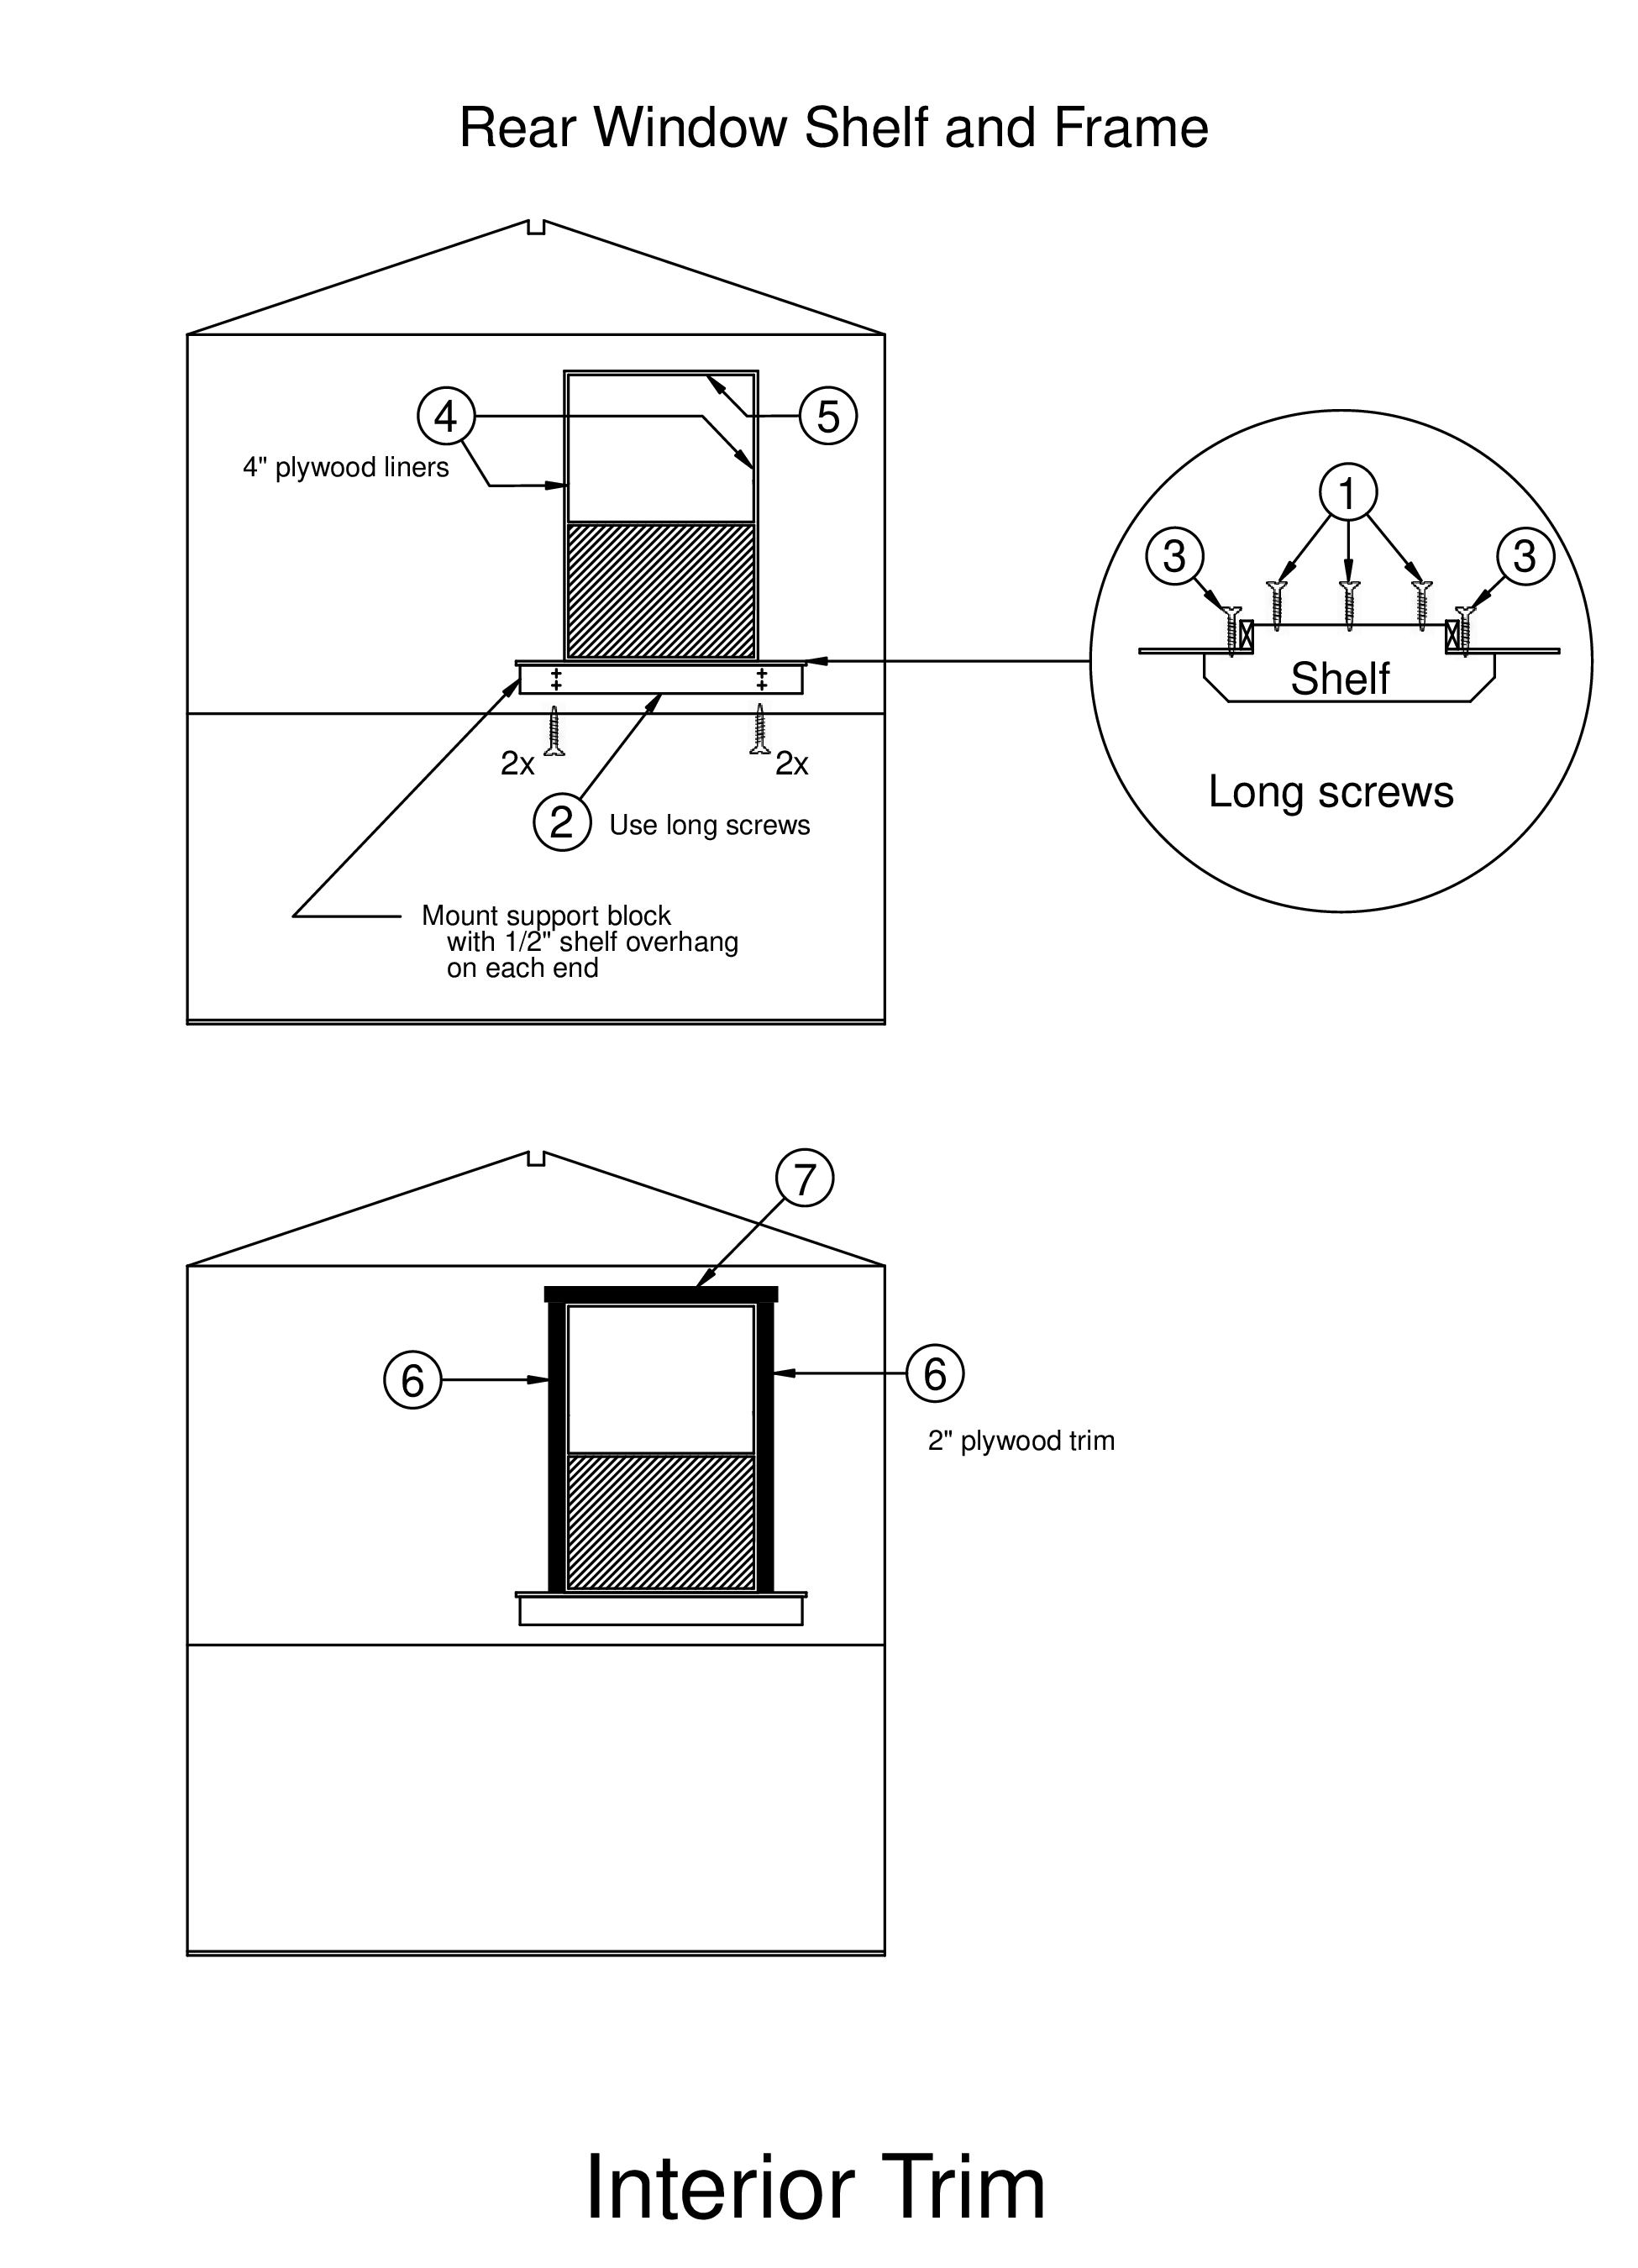 Rear Window Shelf and Frame
4
5
4" plywood liners
1
3
3
Shelf
2x
2x
Long screws
2
Use long screws
Mount support block
with 1/2" shelf overhang
on each end
7
6
6
2" plywood trim
Interior Trim